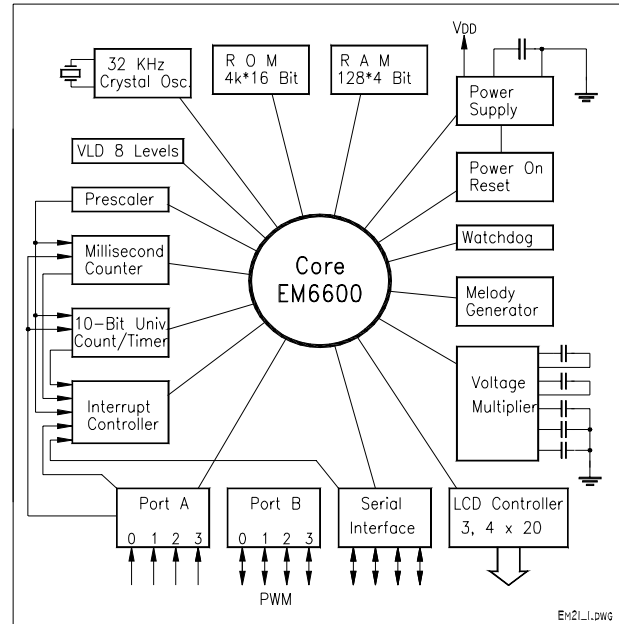 32 KHz
Crystal Osc.
R O M
4k*16 Bit
R A M
128*4 Bit
VDD
Power
Supply
VLD 8 Levels
Power On
Reset
Prescaler
Watchdog
Millisecond
Counter
Core
EM6600
Melody
Generator
10-Bit Univ.
Count/Timer
Voltage
Multiplier
Interrupt
Controller
Port A
0 1 2 3
Port B
0 1 2 3
Serial
Interface
LCD Controller
3, 4 x 20
PWM
EM21_1.DWG